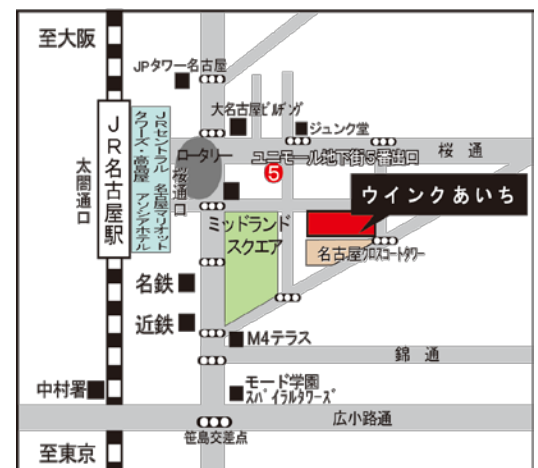 至大阪
JPタワー名古屋
大名古屋ビルヂング
ジュンク堂
JR名古屋駅
JRセントラルタワーズ・高島屋
名古屋マリオットアソシアホテル
太閤通口
桜通口
ロータリー
ユニモール地下街5番出口
桜通
5
ウインクあいち
ミッドランド
スクエア
名古屋クロスコートタワー
名鉄
近鉄
M4テラス
錦通
中村署
モード学園
スパイラルタワーズ
広小路通
笹島交差点
至東京